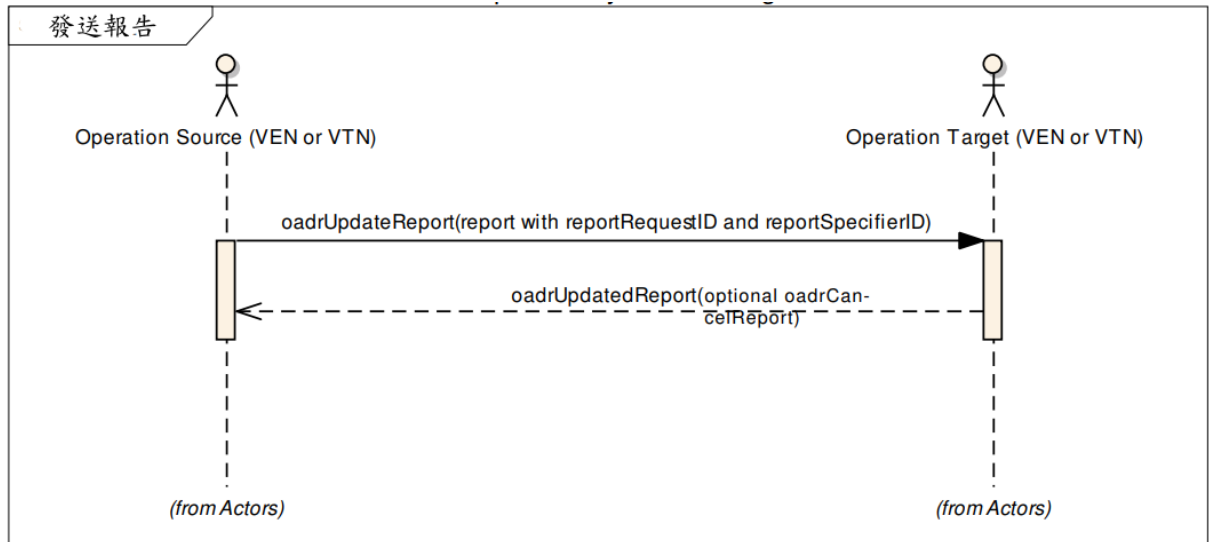 發送報告
Operation Source (VEN or VTN)
Operation Target (VEN or VTN)
oadrUpdateReport(report with reportRequestID and reportSpecifierID)
oadrUpdatedReport(optional oadrCan-
celReport)
(from Actors)
(from Actors)